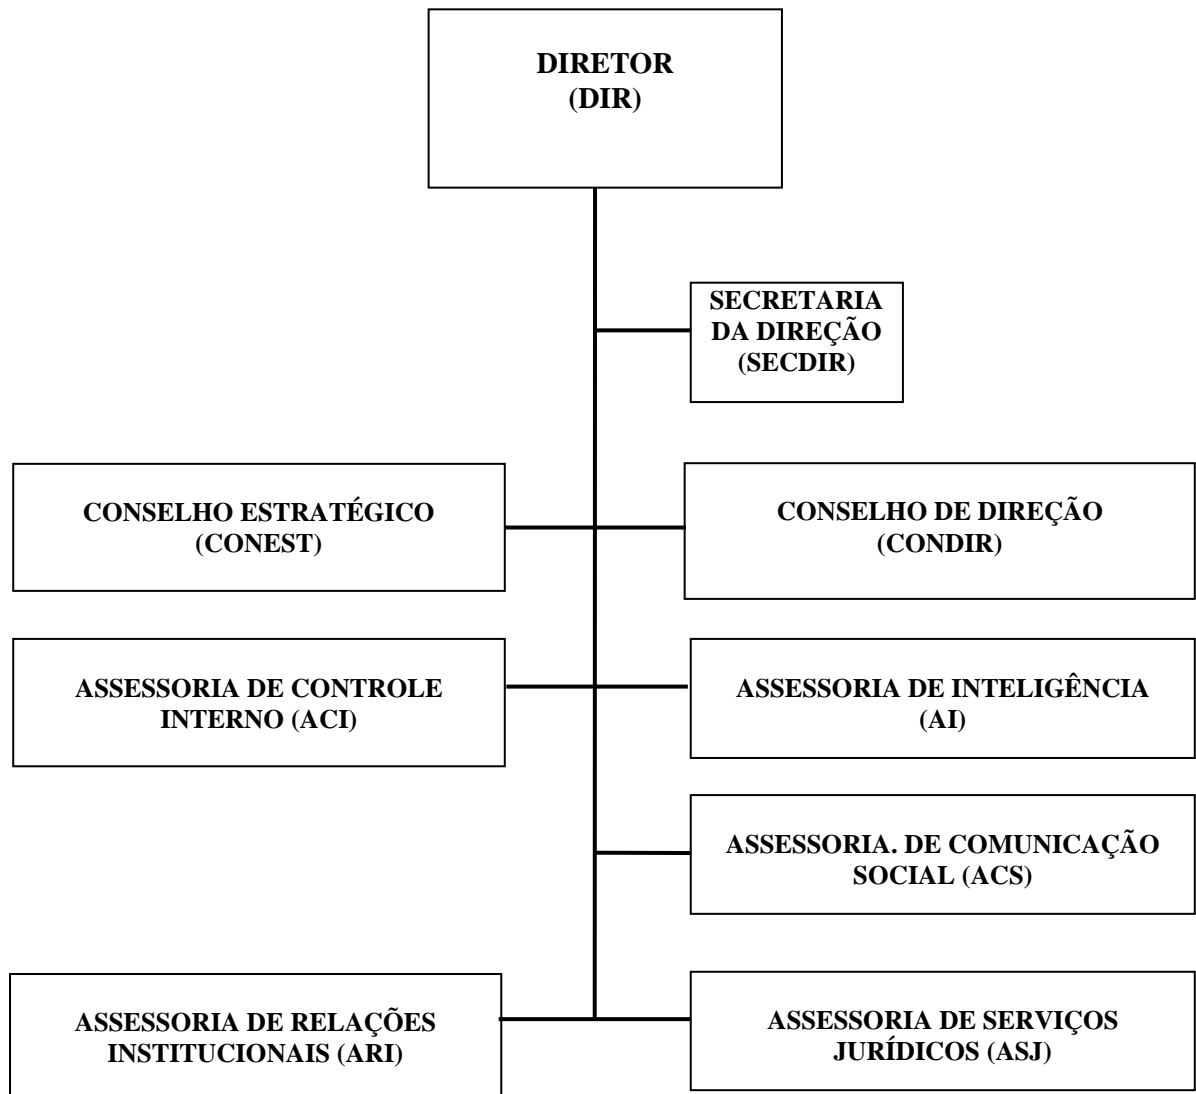 DIRETOR
(DIR)
SECRETARIA
DA DIREÇÃO
(SECDIR)
CONSELHO ESTRATÉGICO
(CONEST)
CONSELHO DE DIREÇÃO
(CONDIR)
ASSESSORIA DE CONTROLE
INTERNO (ACI)
ASSESSORIA DE INTELIGÊNCIA
(AI)
ASSESSORIA. DE COMUNICAÇÃO
SOCIAL (ACS)
ASSESSORIA DE RELAÇÕES
INSTITUCIONAIS (ARI)
ASSESSORIA DE SERVIÇOS
JURÍDICOS (ASJ)